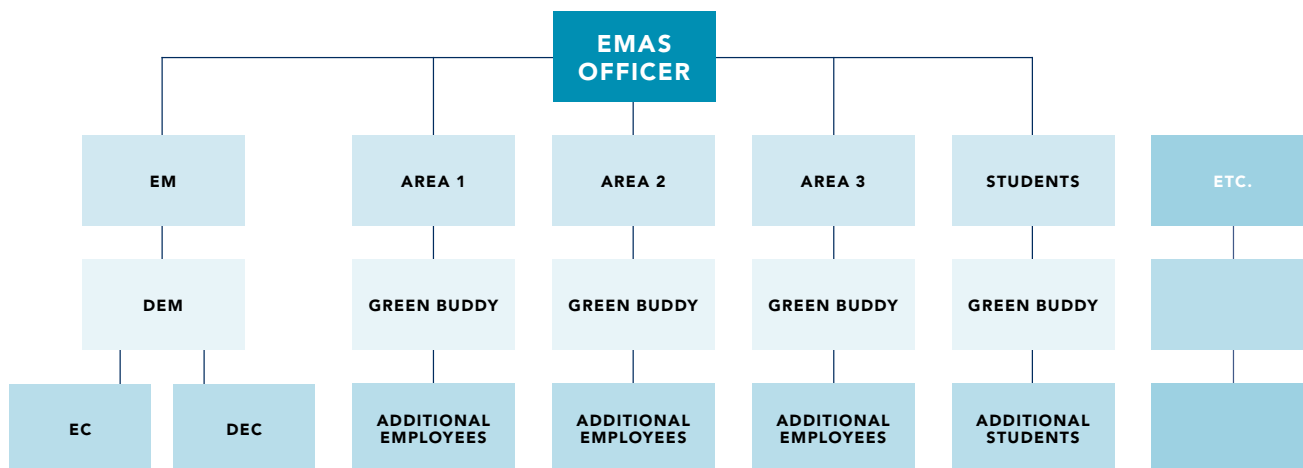 EMAS
OFFICER
EM
AREA 1
AREA 2
AREA 3
STUDENTS
ETC.
DEM
GREEN BUDDY
GREEN BUDDY
GREEN BUDDY
GREEN BUDDY
EC
DEC
ADDITIONAL
EMPLOYEES
ADDITIONAL
EMPLOYEES
ADDITIONAL
EMPLOYEES
ADDITIONAL
STUDENTS